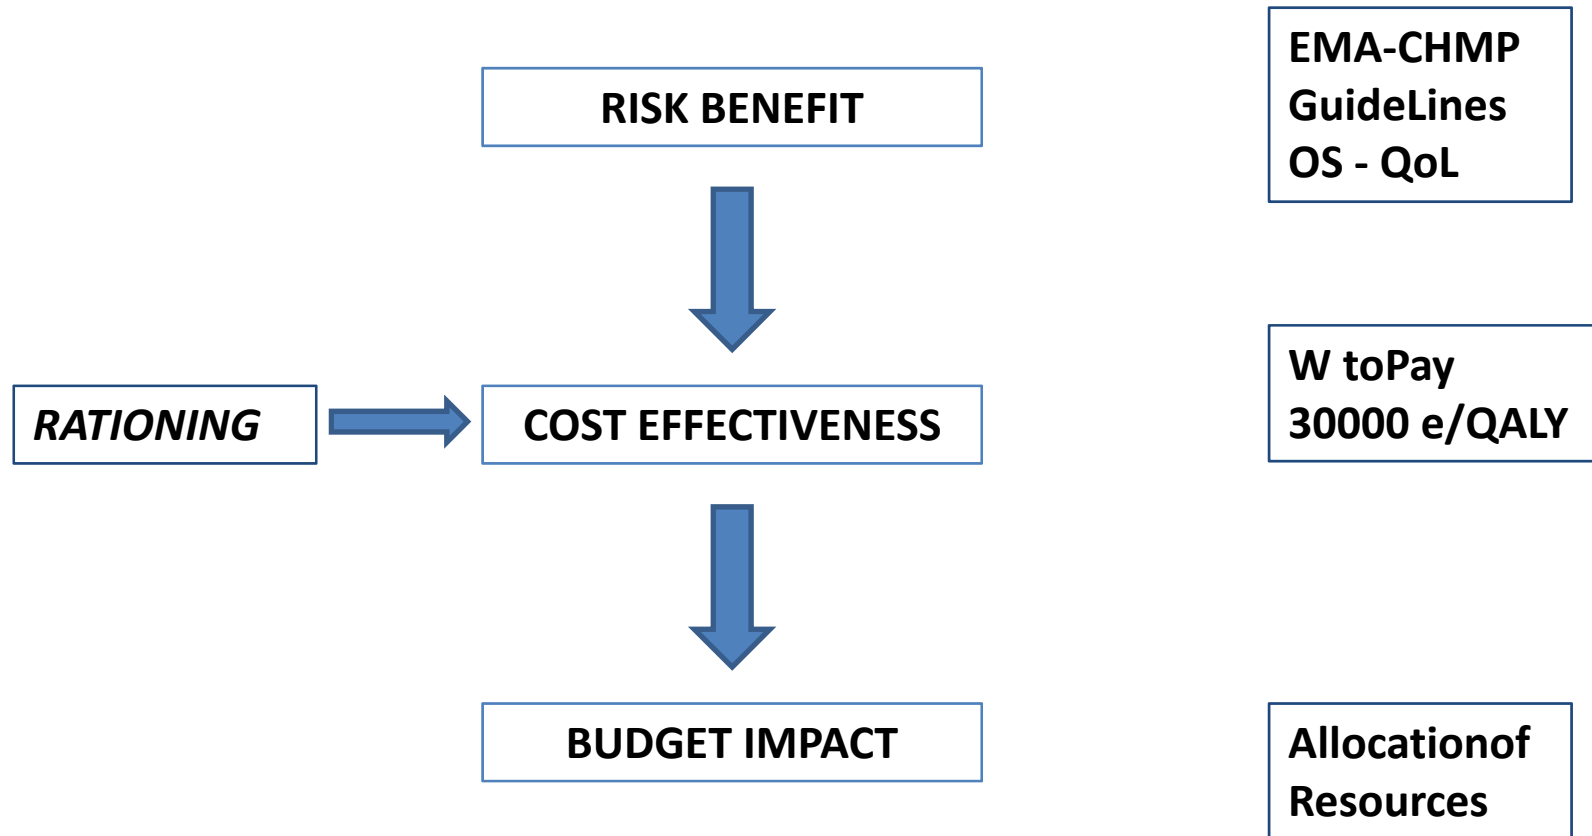 RISK BENEFIT
EMA-CHMP
GuideLines
OS - QoL
RATIONING
COST EFFECTIVENESS
W toPay
30000 e/QALY
BUDGET IMPACT
Allocationof
Resources